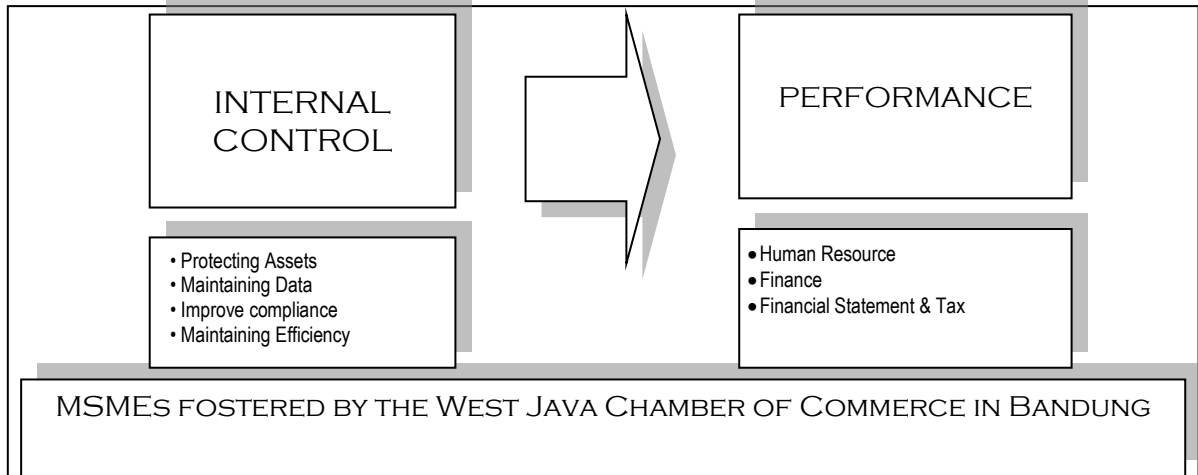 INTERNAL
CONTROL
• Protecting Assets
• Maintaining Data
• Improve compliance
• Maintaining Efficiency
PERFORMANCE
• Human Resource
• Finance
• Financial Statement & Tax
MSMES FOSTERED BY THE WEST JAVA CHAMBER OF COMMERCE IN BANDUNG